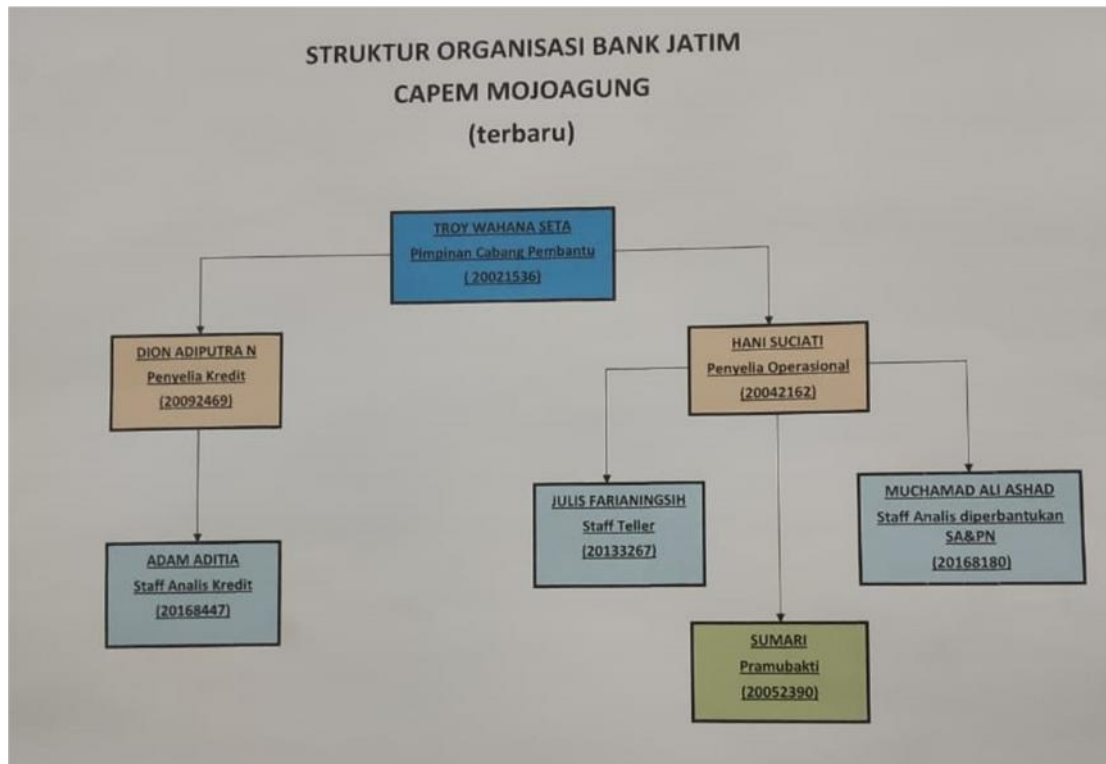 STRUKTUR ORGANISASI BANK JATIM
CAPEM MOJOAGUNG
(terbaru)
TROY WAHANA SETA
Pimpinan Cabang Pembantu
( 20021536)
DION ADIPUTRA N
Penyelia Kredit
(20092469)
HANI SUCIATI
Penyelia Operasional
(20042162)
ADAM ADITIA
Staff Analis Kredit
(20168447)
JULIS FARIANINGSIH
Staff Teller
(20133267)
MUCHAMAD ALI ASHAD
Staff Analis diperbantukan
SA&PN
(20168180)
SUMARI
Pramubakti
(20052390)